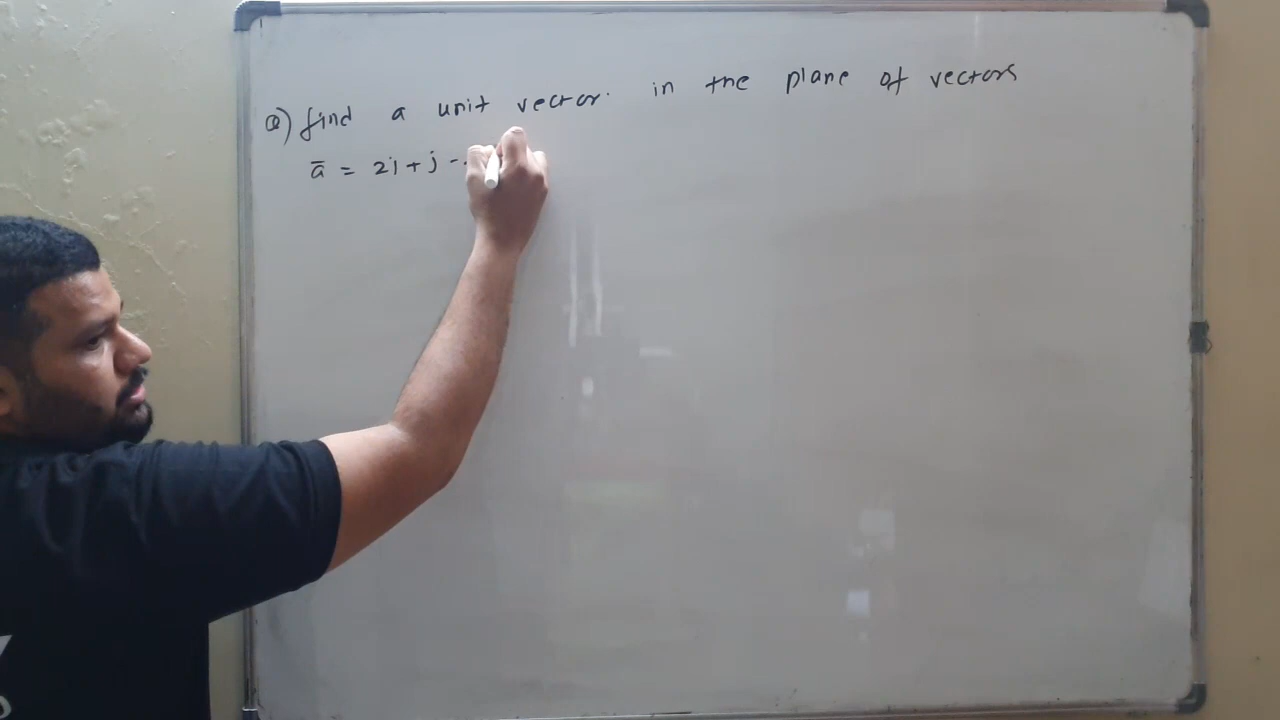 Q) find a unit vector. in the plane of vectors
a̅ = 2i + j -